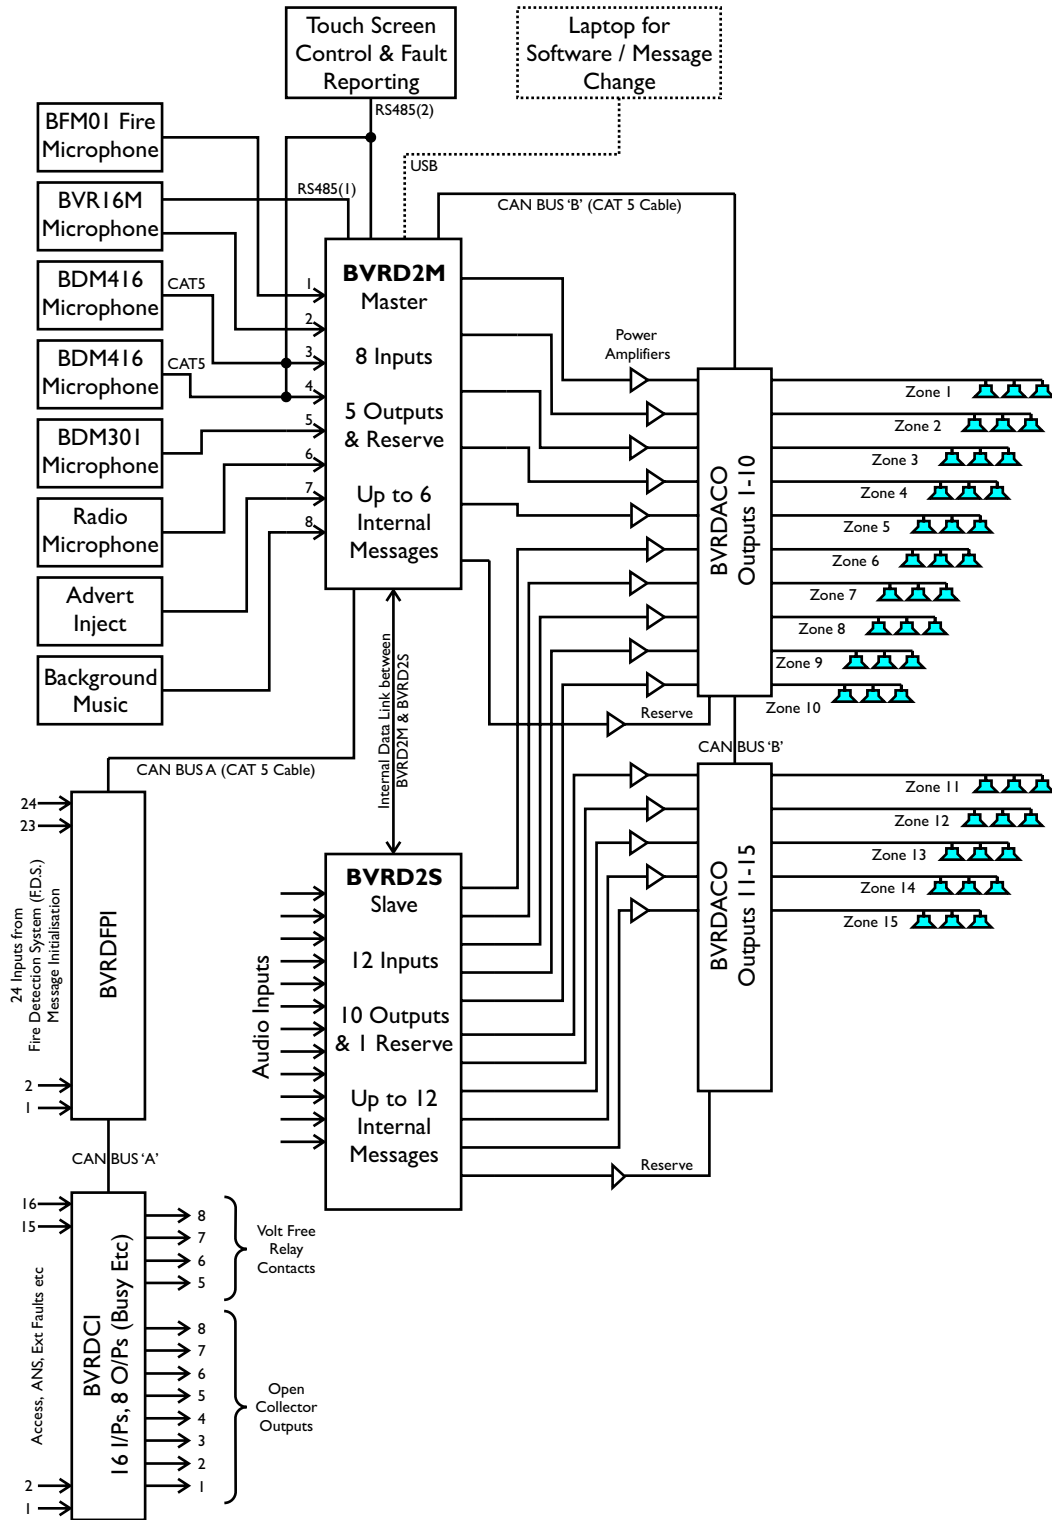 Touch Screen
Control & Fault
Reporting
Laptop for
Software / Message
Change
RS485(2)
USB
BFM01 Fire
Microphone
BVR16M
Microphone
RS485(1)
CAN BUS ‘B’ (CAT 5 Cable)
BDM416
Microphone
CAT5
BDM416
Microphone
CAT5
BDM301
Microphone
Radio
Microphone
Advert
Inject
Background
Music
1
2
3
4
5
6
7
8
BVRD2M
Master
8 Inputs
5 Outputs
& Reserve
Up to 6
Internal
Messages
Power
Amplifiers
BVRDACO
Outputs 1-10
Zone 1
Zone 2
Zone 3
Zone 4
Zone 5
Zone 6
Zone 7
Zone 8
Zone 9
Zone 10
Reserve
CAN BUS ‘B’
CAN BUS A (CAT 5 Cable)
Internal Data Link between
BVRD2M & BVRD2S
BVRDACO
Outputs 11-15
Zone 11
Zone 12
Zone 13
Zone 14
Zone 15
Reserve
24
23
24 Inputs from
Fire Detection System (F.D.S.)
Message Initialisation
2
1
BVRDFPI
Audio Inputs
BVRD2S
Slave
12 Inputs
10 Outputs
& 1 Reserve
Up to 12
Internal
Messages
CAN BUS ‘A’
16
15
Access, ANS, Ext Faults etc
2
1
BVRDCI
16 I/Ps, 8 O/Ps (Busy Etc)
8
7
6
5
Volt Free
Relay
Contacts
8
7
6
5
4
3
2
1
Open
Collector
Outputs